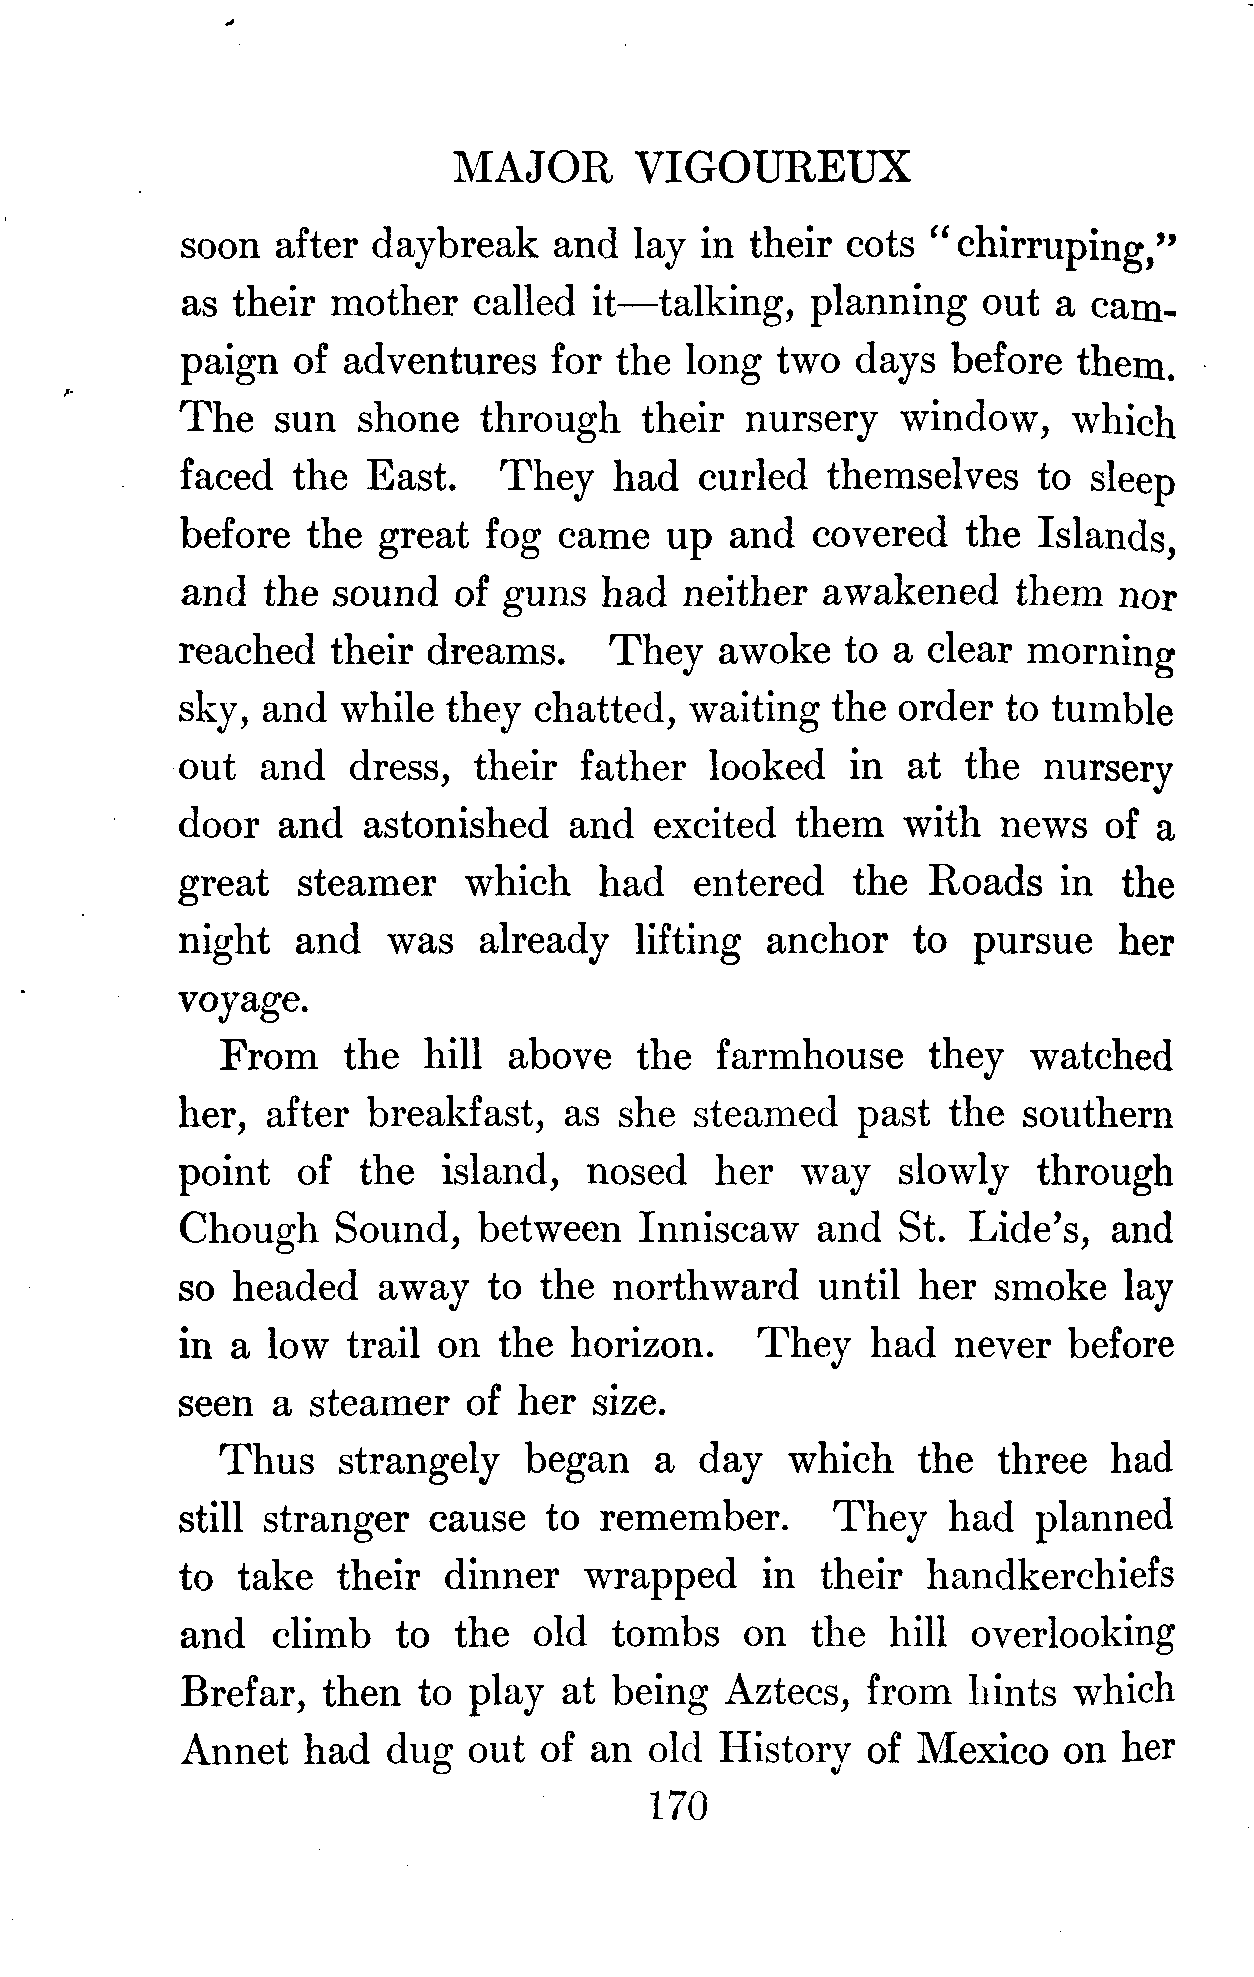 MAJOR VIGOUREUX
soon after daybreak and lay in their cots "chirruping,"
as their mother called it—talking, planning out a cam-
paign of adventures for the long two days before them.
The sun shone through their nursery window, which
faced the East. They had curled themselves to sleep
before the great fog came up and covered the Islands,
and the sound of guns had neither awakened them nor
reached their dreams. They awoke to a clear morning
sky, and while they chatted, waiting the order to tumble
out and dress, their father looked in at the nursery
door and astonished and excited them with news of a
great steamer which had entered the Roads in the
night and was already lifting anchor to pursue her
voyage.
From the hill above the farmhouse they watched
her, after breakfast, as she steamed past the southern
point of the island, nosed her way slowly through
Chough Sound, between Inniscaw and St. Lide's, and
so headed away to the northward until her smoke lay
in a low trail on the horizon. They had never before
seen a steamer of her size.
Thus strangely began a day which the three had
still stranger cause to remember. They had planned
to take their dinner wrapped in their handkerchiefs
and climb to the old tombs on the hill overlooking
Brefar, then to play at being Aztecs, from hints which
Annet had dug out of an old History of Mexico on her
170